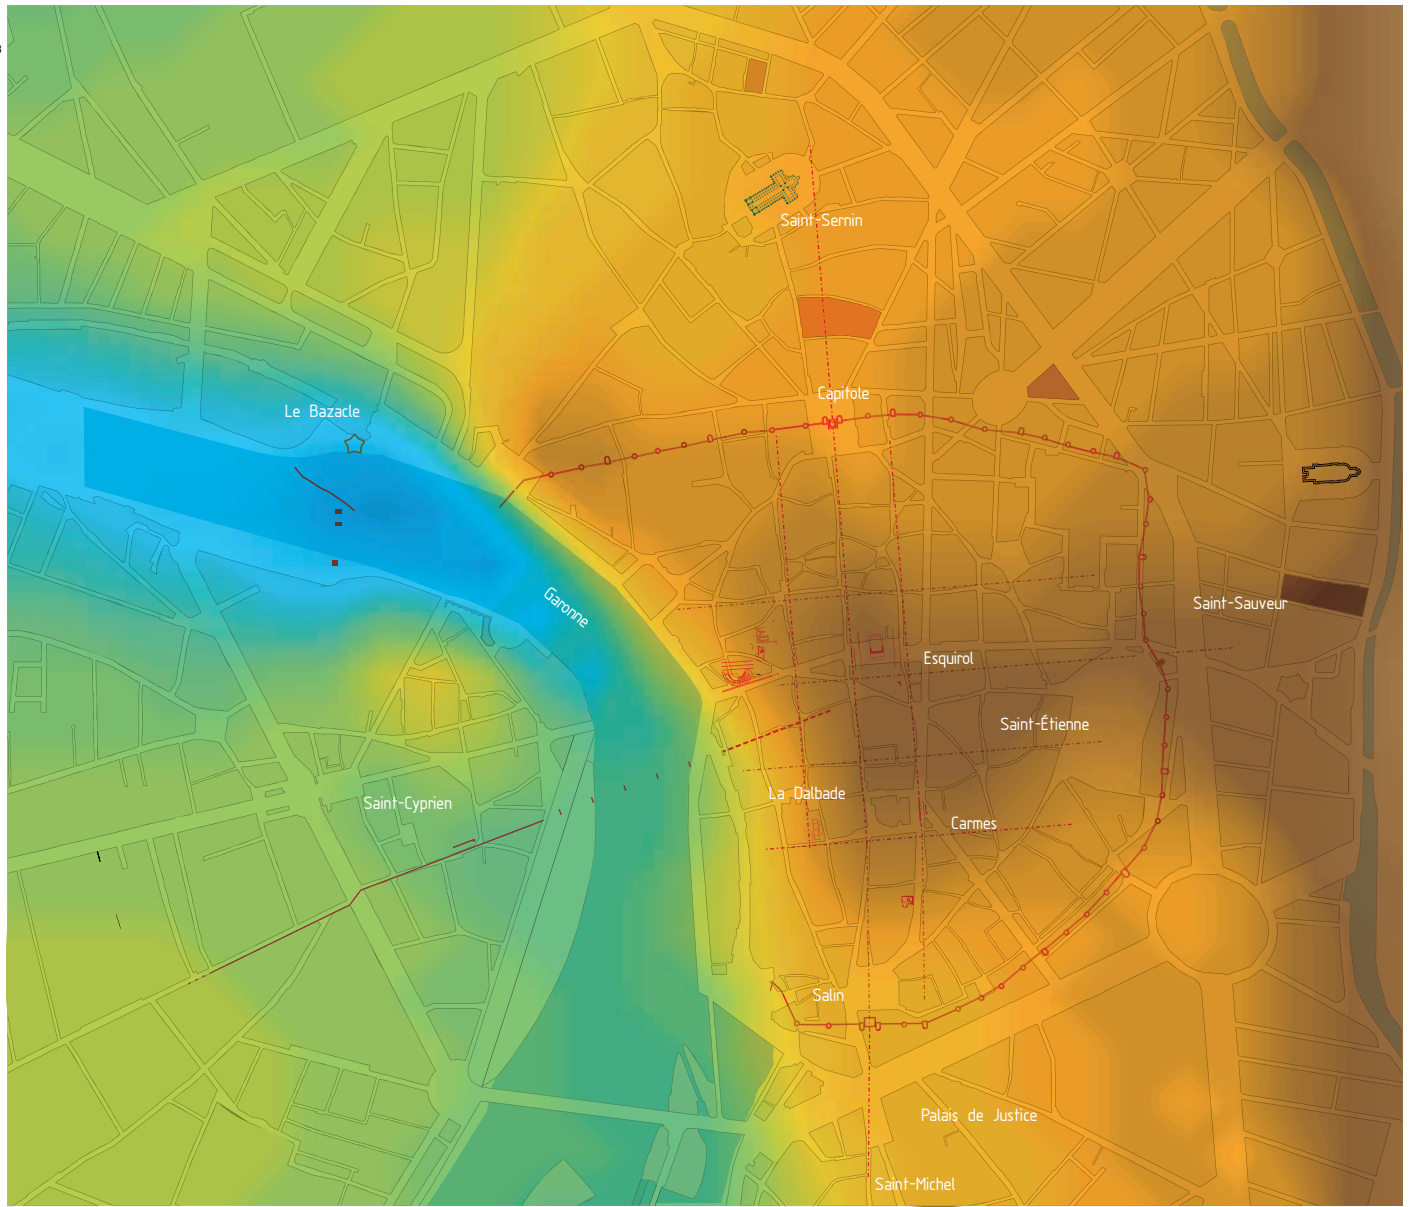 Saint-Sernin
Capitole
Le Bazacle
Garonne
Saint-Sauveur
Esquirol
Saint-Étienne
La Dalbade
Saint-Cyprien
Carmes
Salin
Palais de Justice
Saint-Michel